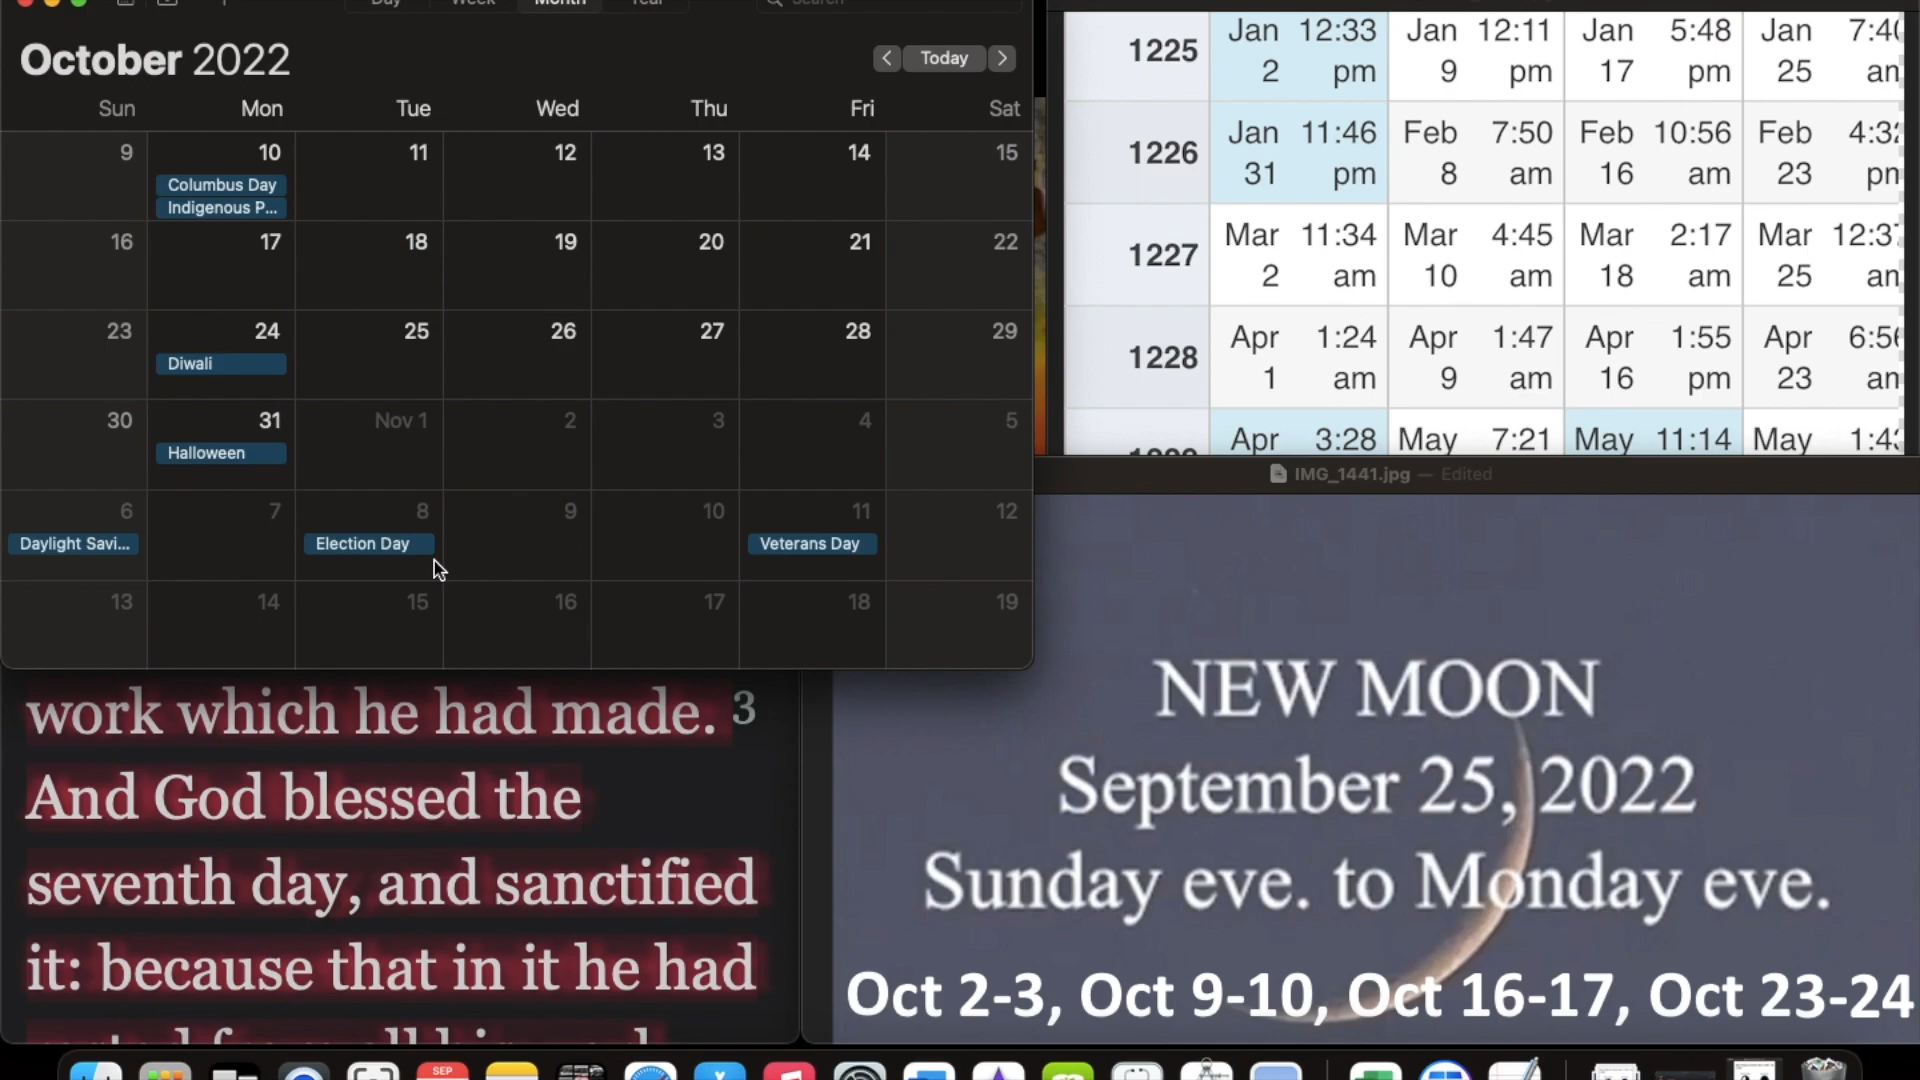 Day Week Month Year Search
October 2022
Today
Sun Mon Tue Wed Thu Fri Sat
9 10 11 12 13 14 15
Columbus Day
Indigenous P...
16 17 18 19 20 21 22
23 24 25 26 27 28 29
Diwali
30 31 Nov 1 2 3 4 5
Halloween
6 7 8 9 10 11 12
Daylight Savi... Election Day Veterans Day
13 14 15 16 17 18 19
Jan 12:33 Jan 12:11 Jan 5:48 Jan
1225
2 pm 9 pm 17 pm 25
Jan 11:46 Feb 7:50 Feb 10:56 Feb
1226
31 pm 8 am 16 am 23
Mar 11:34 Mar 4:45 Mar 2:17 Mar
1227
2 am 10 am 18 am 25
Apr 1:24 Apr 1:47 Apr 1:55 Apr
1228
1 am 9 am 16 pm 23
Apr 3:28 May 7:21 May 11:14 May
IMG_1441.jpg — Edited
work which he had made. 3
And God blessed the
seventh day, and sanctified
it: because that in it he had
NEW MOON
September 25, 2022
Sunday eve. to Monday eve.
Oct 2-3, Oct 9-10, Oct 16-17, Oct 23-24
SEP